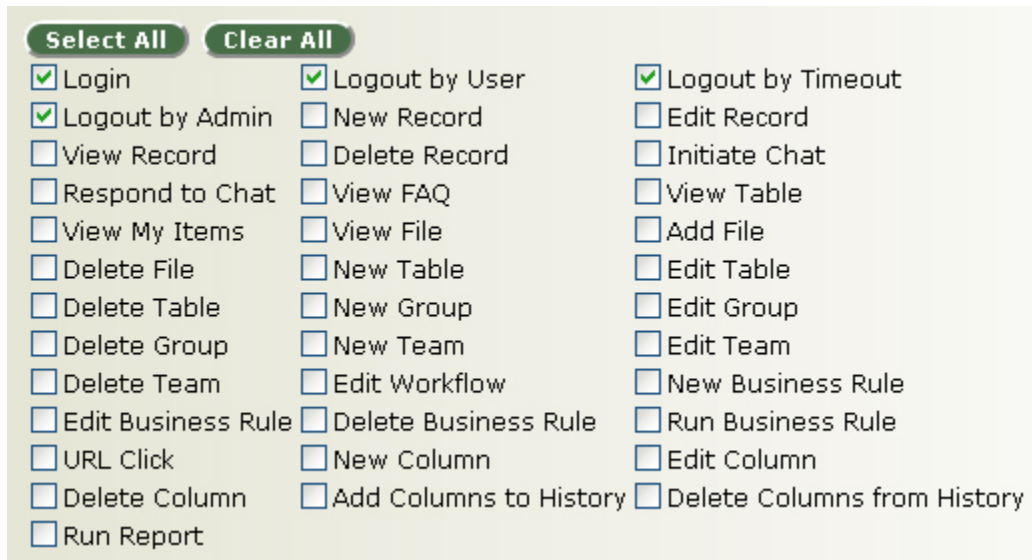 Select All Clear All
Login Logout by User Logout by Timeout
Logout by Admin New Record Edit Record
View Record Delete Record Initiate Chat
Respond to Chat View FAQ View Table
View My Items View File Add File
Delete File New Table Edit Table
Delete Table New Group Edit Group
Delete Group New Team Edit Team
Delete Team Edit Workflow New Business Rule
Edit Business Rule Delete Business Rule Run Business Rule
URL Click New Column Edit Column
Delete Column Add Columns to History Delete Columns from History
Run Report